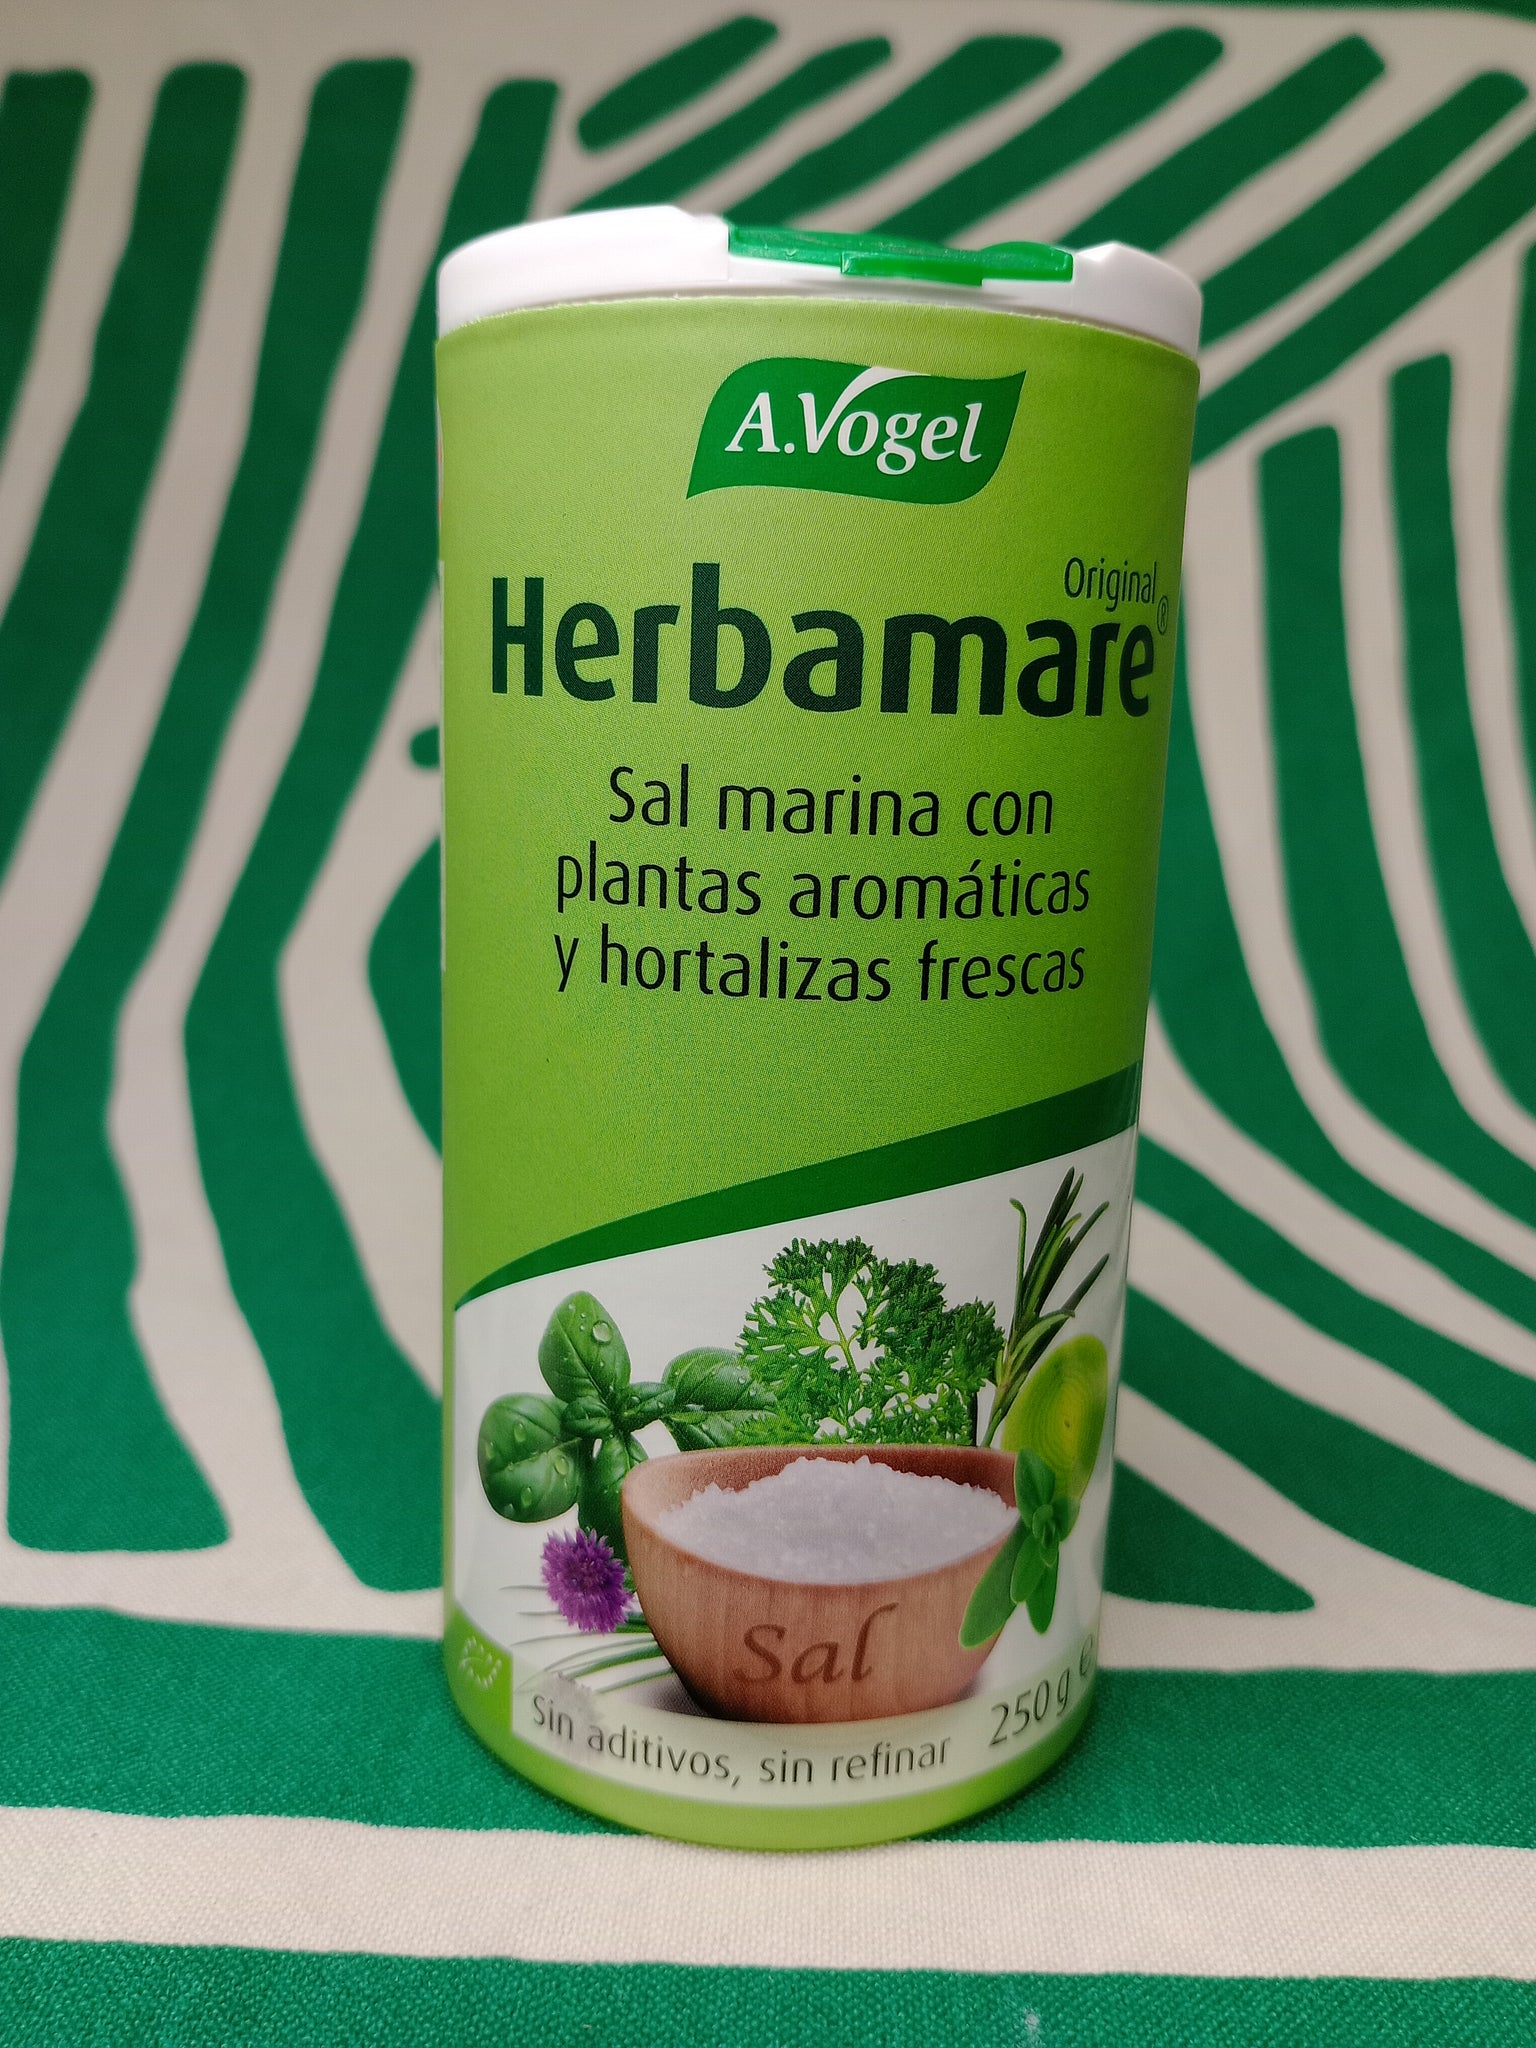 A.Vogel
Original
Herbamare®
Sal marina con
plantas aromáticas
y hortalizas frescas
Sal
Sin aditivos, sin refinar 250 g e